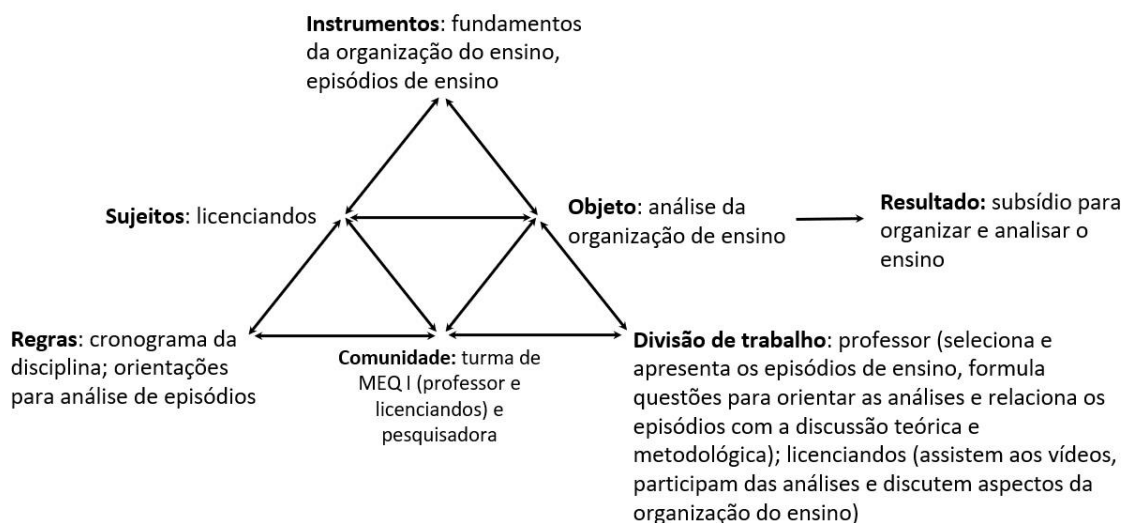 Instrumentos: fundamentos
da organização do ensino,
episódios de ensino
Sujeitos: licenciandos
Objeto: análise da
organização de ensino
Resultado: subsídio para
organizar e analisar o
ensino
Regras: cronograma da
disciplina; orientações
para análise de episódios
Comunidade: turma de
MEQ I (professor e
licenciandos) e
pesquisadora
Divisão de trabalho: professor (seleciona e
apresenta os episódios de ensino, formula
questões para orientar as análises e relaciona os
episódios com a discussão teórica e
metodológica); licenciandos (assistem aos vídeos,
participam das análises e discutem aspectos da
organização do ensino)